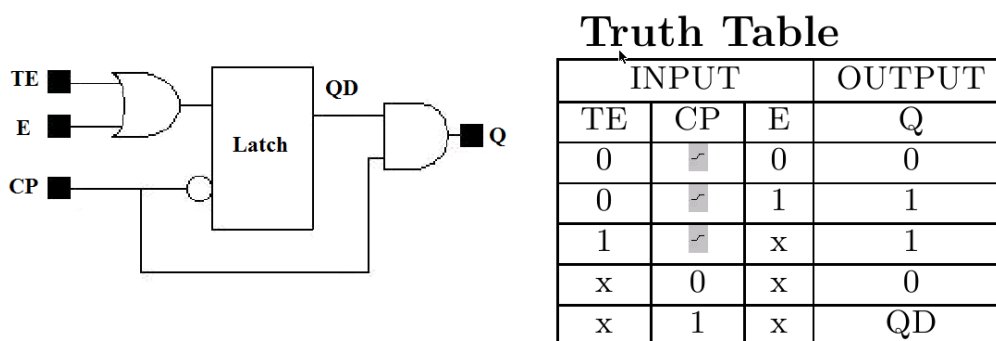 TE
E
CP
Latch
QD
Q
Truth Table
INPUT OUTPUT
TE CP E Q
0 0 0
0 1 1
1 x 1
x 0 x 0
x 1 x QD